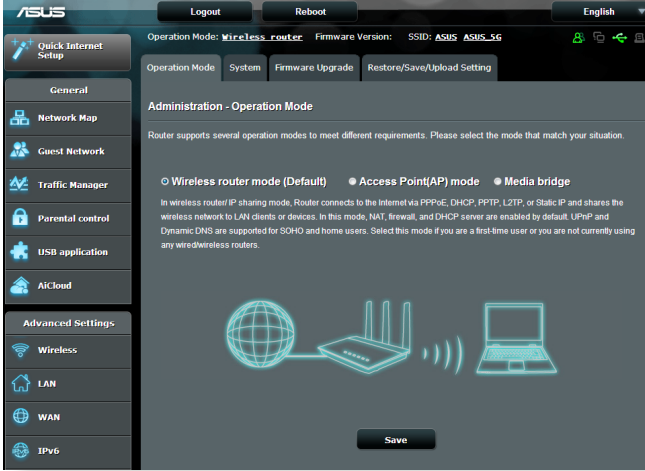 ASUS
Logout
Reboot
English
Operation Mode: Wireless router Firmware Version: SSID: ASUS ASUS_5G
Quick Internet
Setup
General
Network Map
Guest Network
Traffic Manager
Parental control
USB application
AiCloud
Advanced Settings
Wireless
LAN
WAN
IPv6
Operation Mode
System
Firmware Upgrade
Restore/Save/Upload Setting
Administration - Operation Mode
Router supports several operation modes to meet different requirements. Please select the mode that match your situation.
Wireless router mode (Default)
Access Point(AP) mode
Media bridge
In wireless router/ IP sharing mode, Router connects to the Internet via PPPoE, DHCP, PPTP, L2TP, or Static IP and shares the
wireless network to LAN clients or devices. In this mode, NAT, firewall, and DHCP server are enabled by default. UPnP and
Dynamic DNS are supported for SOHO and home users. Select this mode if you are a first-time user or you are not currently using
any wired/wireless routers.
Save